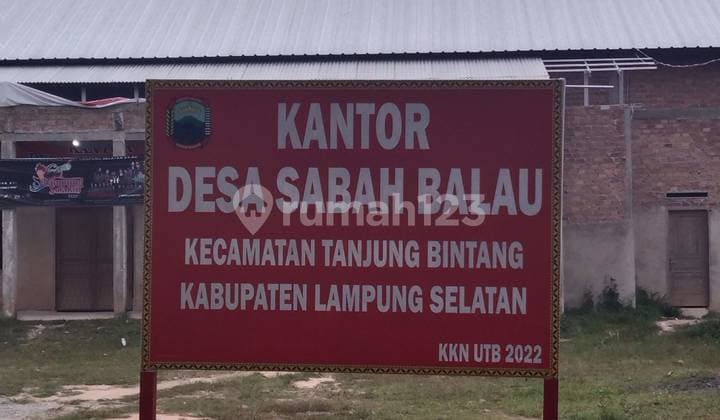 KANTOR
DESA SABAH BALAU
rumah123
KECAMATAN TANJUNG BINTANG
KABUPATEN LAMPUNG SELATAN
KKN UTB 2022